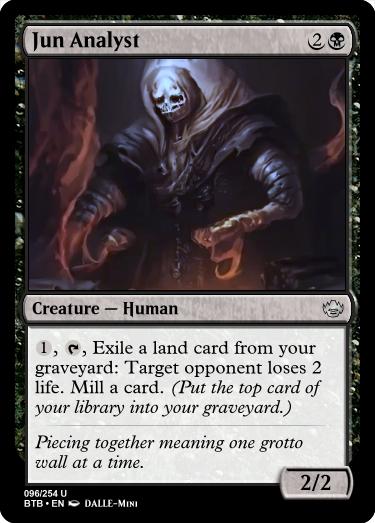 Jun Analyst 2
Creature — Human
1, , Exile a land card from your
graveyard: Target opponent loses 2
life. Mill a card. (Put the top card of
your library into your graveyard.)
Piecing together meaning one grotto
wall at a time.
2/2
096/254 U
BTB • EN DALLE-Mini